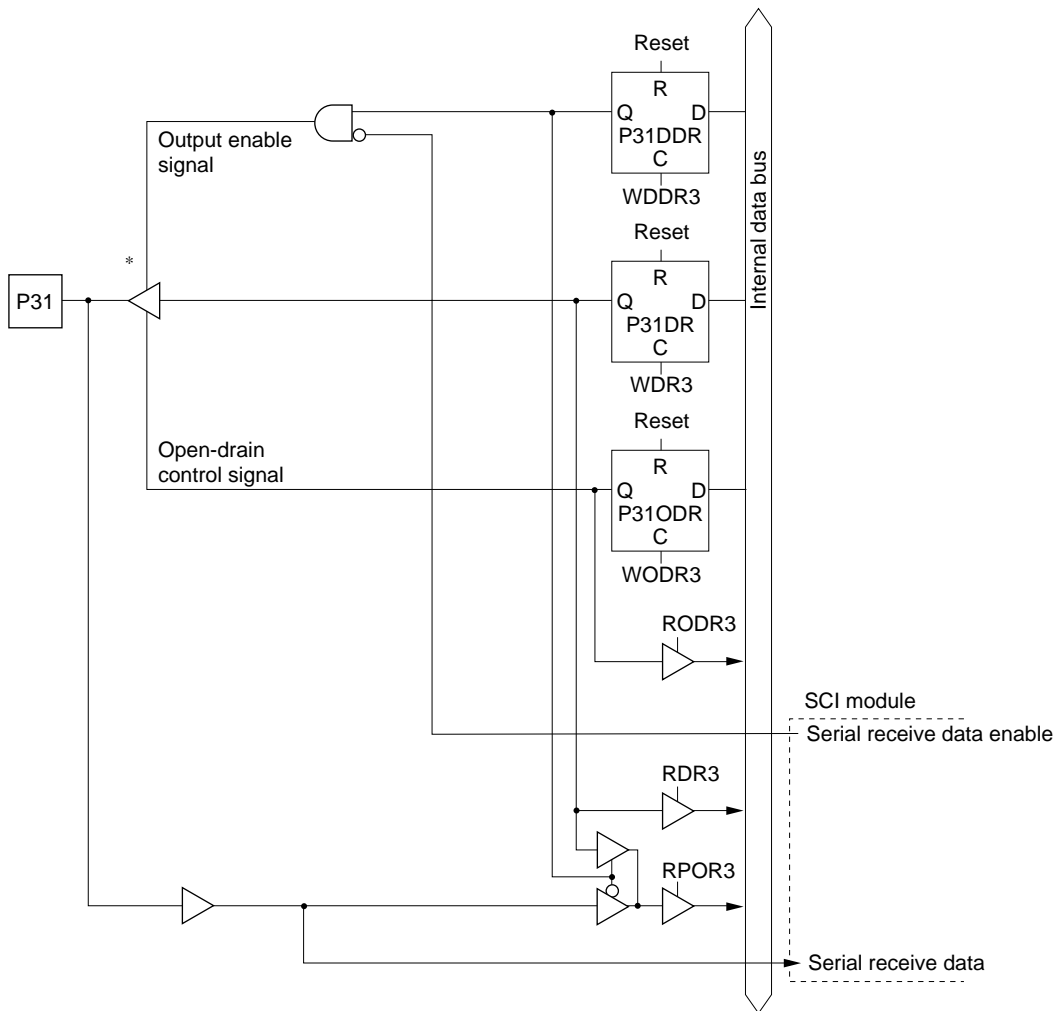 Reset
R
Q D
P31DDR
C
WDDR3
Output enable
signal
Internal data bus
Reset
*
R
P31
Q D
P31DR
C
WDR3
Reset
Open-drain
control signal
R
Q D
P31ODR
C
WODR3
RODR3
SCI module
Serial receive data enable
RDR3
RPOR3
Serial receive data